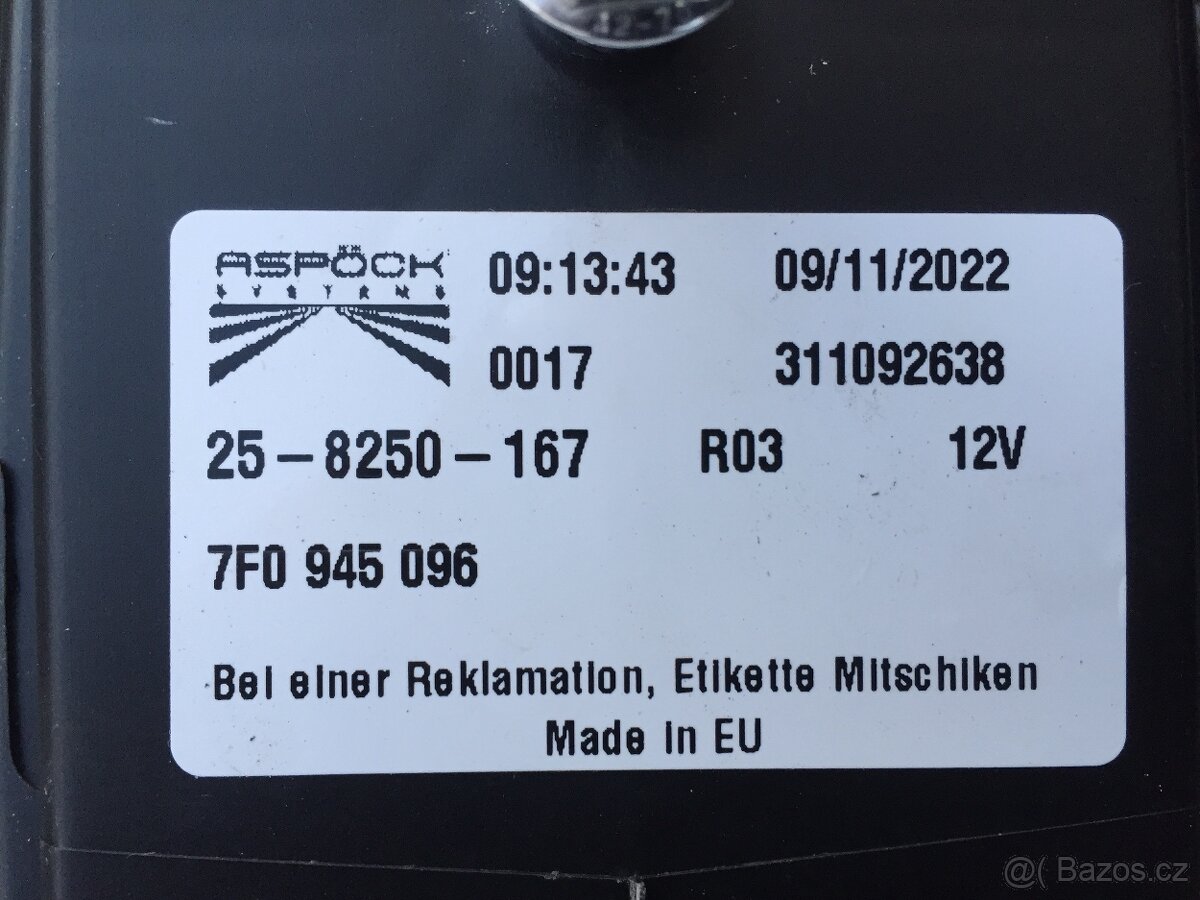 ASPÖCK 09:13:43 09/11/2022
SYSTEMS
0017 311092638
25-8250-167 R03 12V
7F0 945 096
Bei einer Reklamation, Etikette Mitschiken
Made in EU
@( Bazos.cz